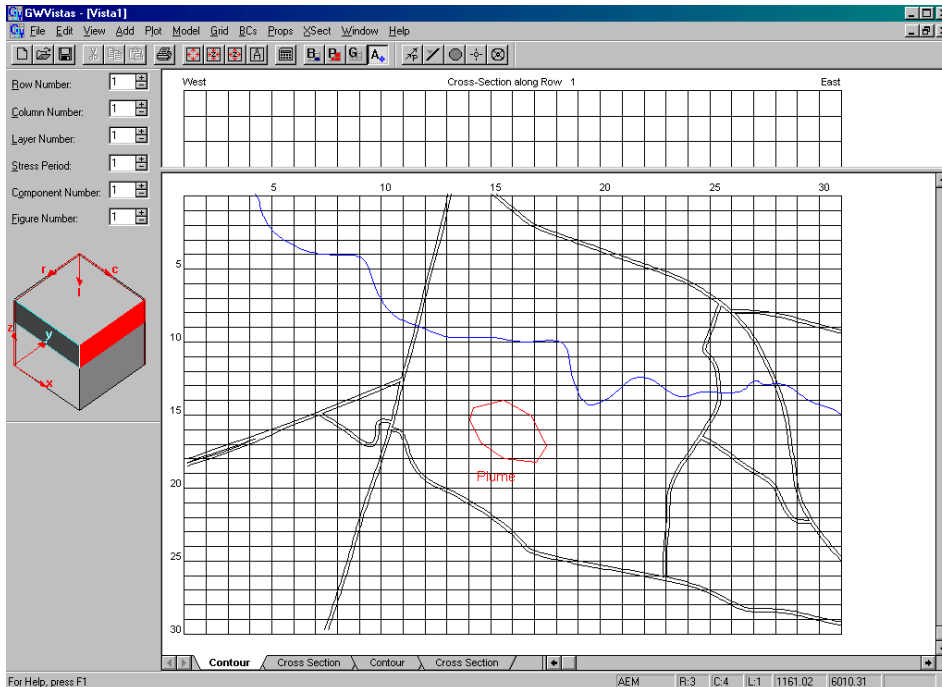 GWVistas - [Vista1]
File Edit View Add Plot Model Grid BCs Props XSect Window Help
Row Number: 1
Column Number: 1
Layer Number: 1
Stress Period: 1
Component Number: 1
Figure Number: 1
r c
l
z y
x
West Cross-Section along Row 1 East
5 10 15 20 25 30
5
10
15
Plume
20
25
30
Contour Cross Section Contour Cross Section
For Help, press F1 AEM R:3 C:4 L:1 1161.02 6010.31